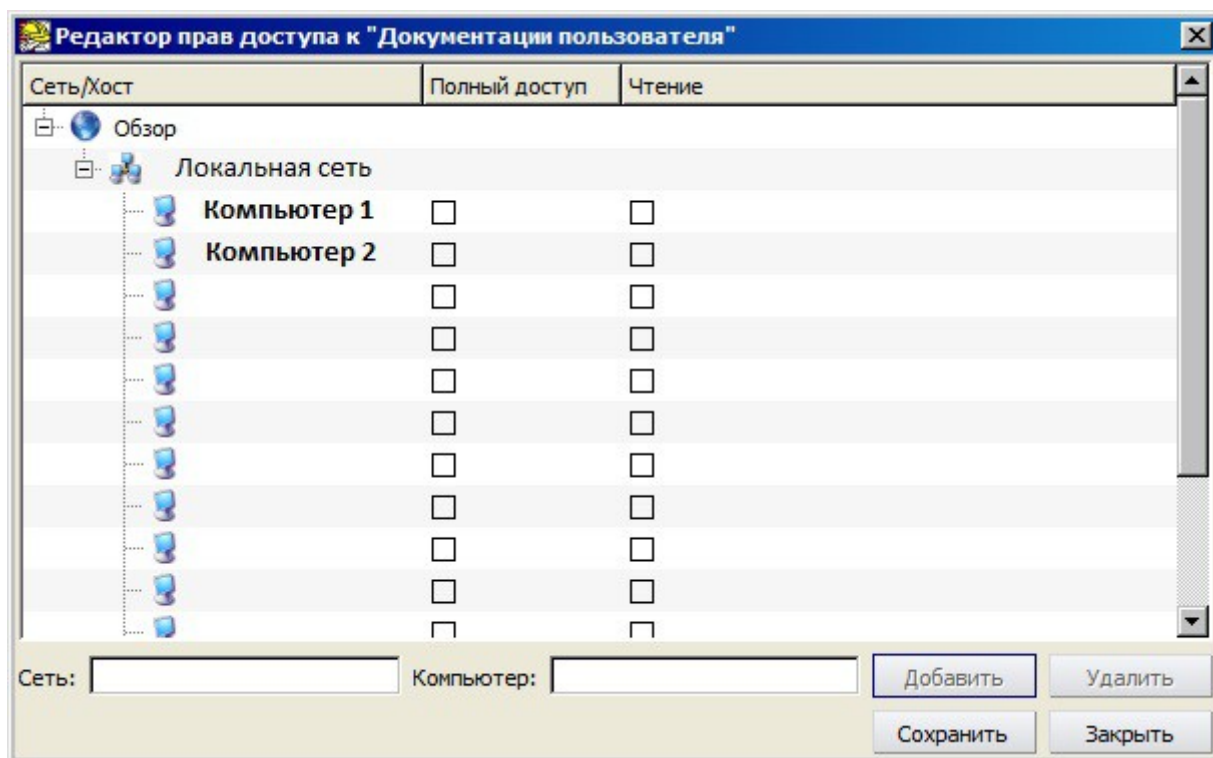 Редактор прав доступа к "Документации пользователя"
Сеть/Хост Полный доступ Чтение
Обзор
Локальная сеть
Компьютер 1
Компьютер 2
Сеть: Компьютер: Добавить Удалить
Сохранить Закрыть